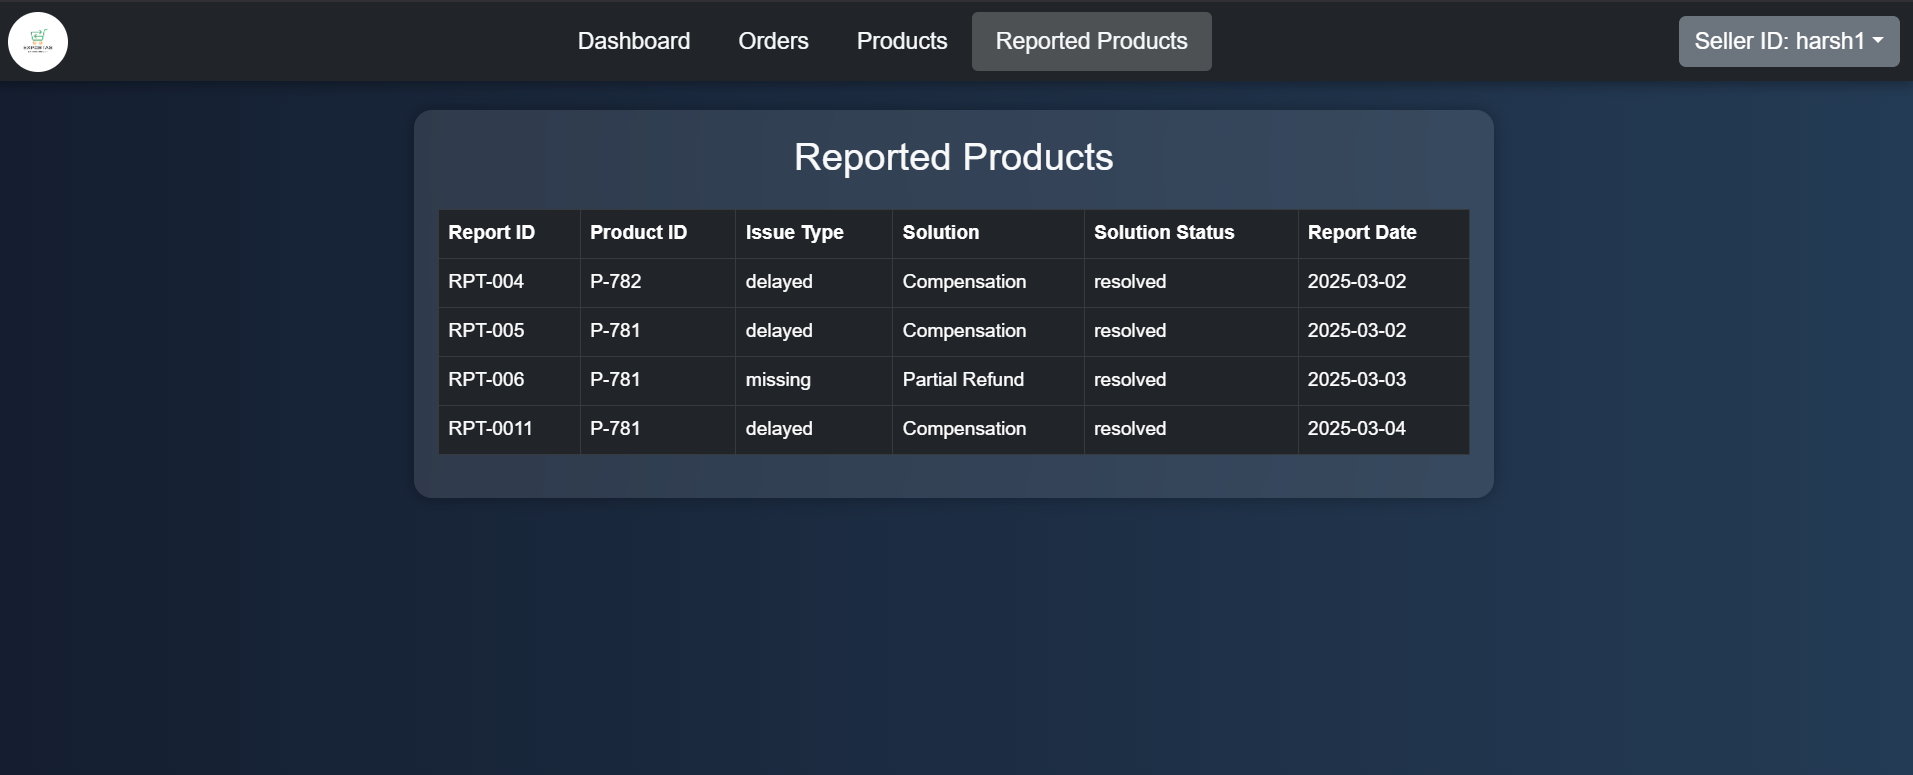 Dashboard Orders Products Reported Products Seller ID: harsh1
Reported Products
Report ID Product ID Issue Type Solution Solution Status Report Date
RPT-004 P-782 delayed Compensation resolved 2025-03-02
RPT-005 P-781 delayed Compensation resolved 2025-03-02
RPT-006 P-781 missing Partial Refund resolved 2025-03-03
RPT-0011 P-781 delayed Compensation resolved 2025-03-04